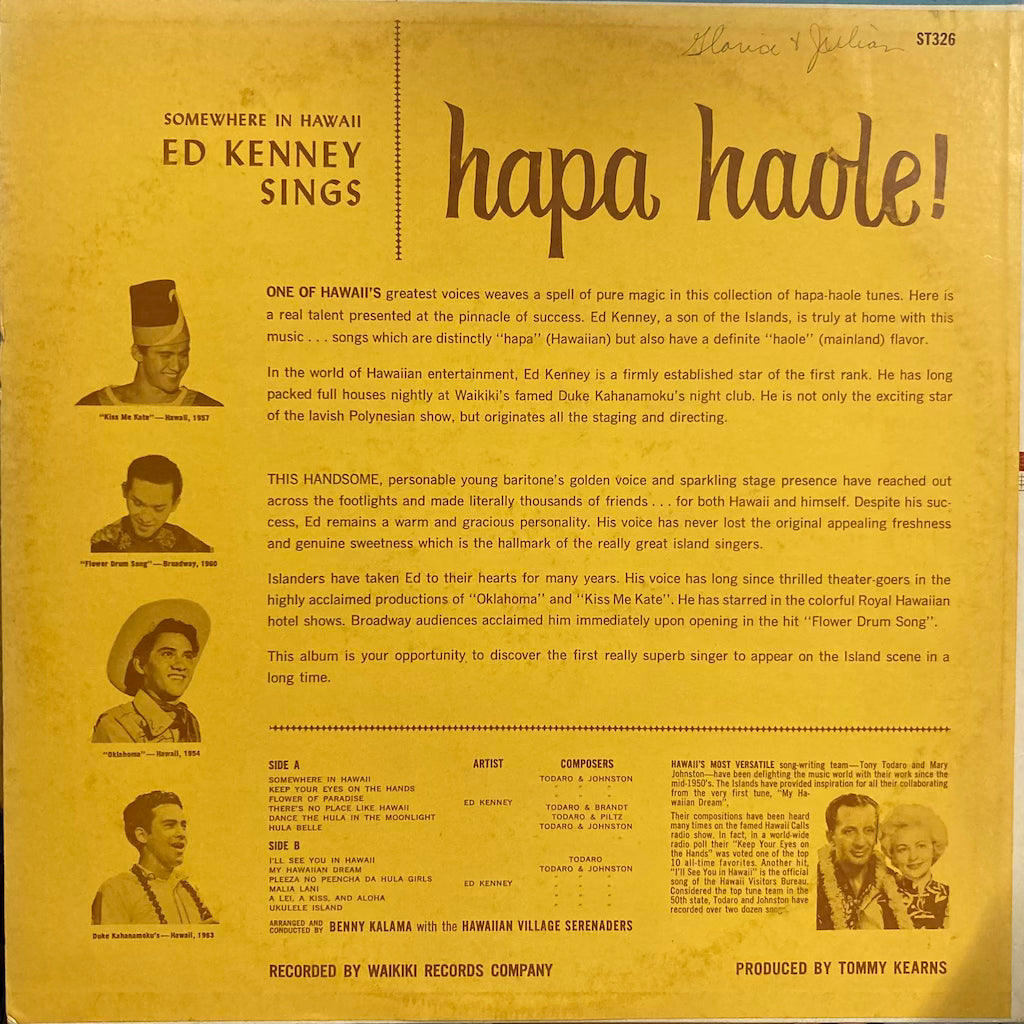 Gloria & Jullian
ST326
SOMEWHERE IN HAWAII
ED KENNEY
SINGS
hapa haole!
ONE OF HAWAII'S greatest voices weaves a spell of pure magic in this collection of hapa-haole tunes. Here is
a real talent presented at the pinnacle of success. Ed Kenney, a son of the Islands, is truly at home with this
music . . . songs which are distinctly "hapa" (Hawaiian) but also have a definite "haole" (mainland) flavor.
In the world of Hawaiian entertainment, Ed Kenney is a firmly established star of the first rank. He has long
packed full houses nightly at Waikiki's famed Duke Kahanamoku's night club. He is not only the exciting star
of the lavish Polynesian show, but originates all the staging and directing.
THIS HANDSOME, personable young baritone's golden voice and sparkling stage presence have reached out
across the footlights and made literally thousands of friends . . . for both Hawaii and himself. Despite his suc-
cess, Ed remains a warm and gracious personality. His voice has never lost the original appealing freshness
and genuine sweetness which is the hallmark of the really great island singers.
Islanders have taken Ed to their hearts for many years. His voice has long since thrilled theater-goers in the
highly acclaimed productions of "Oklahoma" and "Kiss Me Kate". He has starred in the colorful Royal Hawaiian
hotel shows. Broadway audiences acclaimed him immediately upon opening in the hit "Flower Drum Song".
This album is your opportunity to discover the first really superb singer to appear on the Island scene in a
long time.
"Kiss Me Kate"—Hawaii, 1957
"Flower Drum Song"—Broadway, 1960
"Oklahoma"—Hawaii, 1954
Duke Kahanamoku's—Hawaii, 1963
SIDE A ARTIST COMPOSERS
SOMEWHERE IN HAWAII TODARO & JOHNSTON
KEEP YOUR EYES ON THE HANDS " " "
FLOWER OF PARADISE " " "
THERE'S NO PLACE LIKE HAWAII ED KENNEY TODARO & BRANDT
DANCE THE HULA IN THE MOONLIGHT TODARO & PILTZ
HULA BELLE TODARO & JOHNSTON
SIDE B
I'LL SEE YOU IN HAWAII TODARO
MY HAWAIIAN DREAM TODARO & JOHNSTON
PLEEZA NO PEENCHA DA HULA GIRLS " " "
MALIA LANI ED KENNEY " " "
A LEI, A KISS, AND ALOHA " " "
UKULELE ISLAND " " "
ARRANGED AND
CONDUCTED BY BENNY KALAMA with the HAWAIIAN VILLAGE SERENADERS
HAWAII'S MOST VERSATILE song-writing team—Tony Todaro and Mary
Johnston—have been delighting the music world with their work since the
mid-1950's. The Islands have provided inspiration for all their collaborating
from the very first tune, "My Ha-
waiian Dream".
Their compositions have been heard
many times on the famed Hawaii Calls
radio show. In fact, in a world-wide
radio poll their "Keep Your Eyes on
the Hands" was voted one of the top
10 all-time favorites. Another hit,
"I'll See You in Hawaii" is the official
song of the Hawaii Visitors Bureau.
Considered the top tune team in the
50th state, Todaro and Johnston have
recorded over two dozen songs.
RECORDED BY WAIKIKI RECORDS COMPANY
PRODUCED BY TOMMY KEARNS